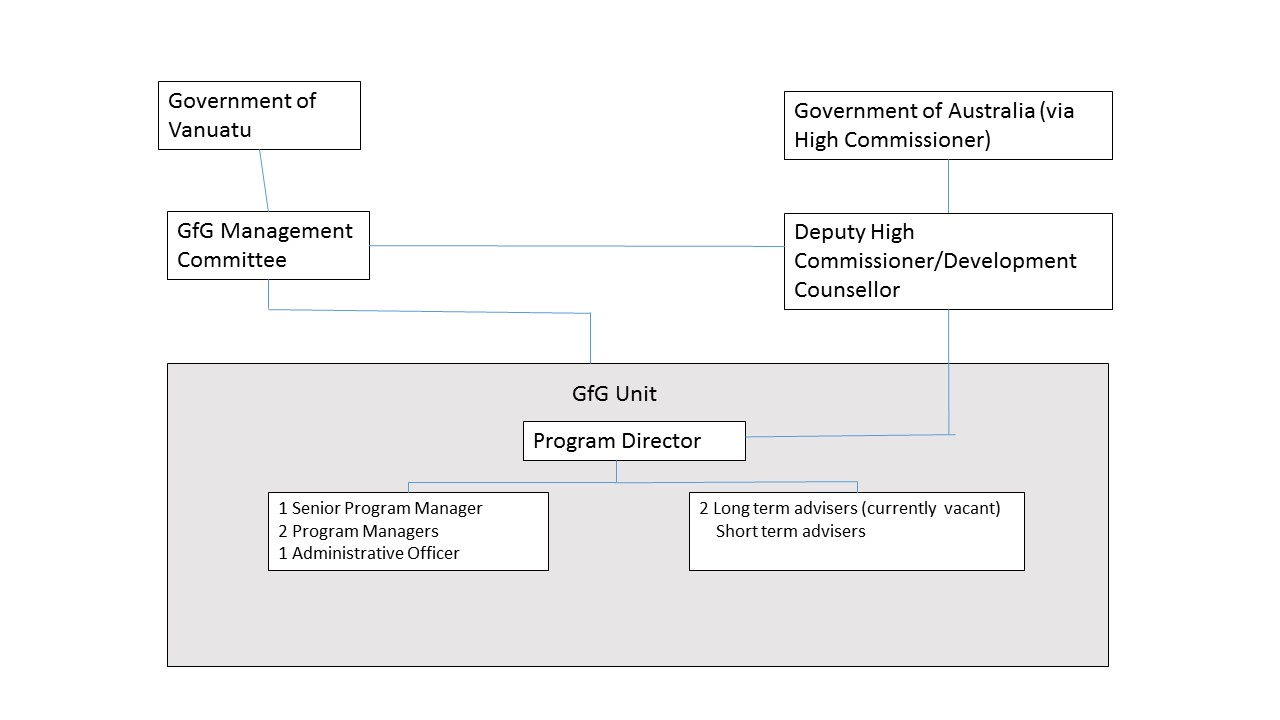 Government of
Vanuatu
Government of Australia (via
High Commissioner)
GfG Management
Committee
Deputy High
Commissioner/Development
Counsellor
GfG Unit
Program Director
1 Senior Program Manager
2 Program Managers
1 Administrative Officer
2 Long term advisers (currently vacant)
Short term advisers